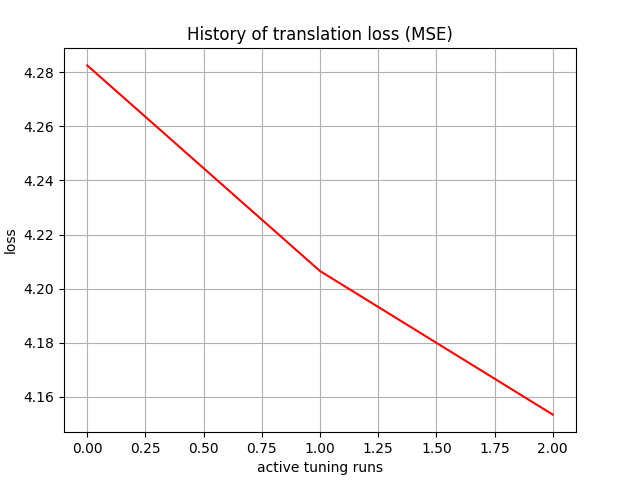 History of translation loss (MSE)
4.28
4.26
4.24
4.22
4.20
4.18
4.16
loss
0.00 0.25 0.50 0.75 1.00 1.25 1.50 1.75 2.00
active tuning runs